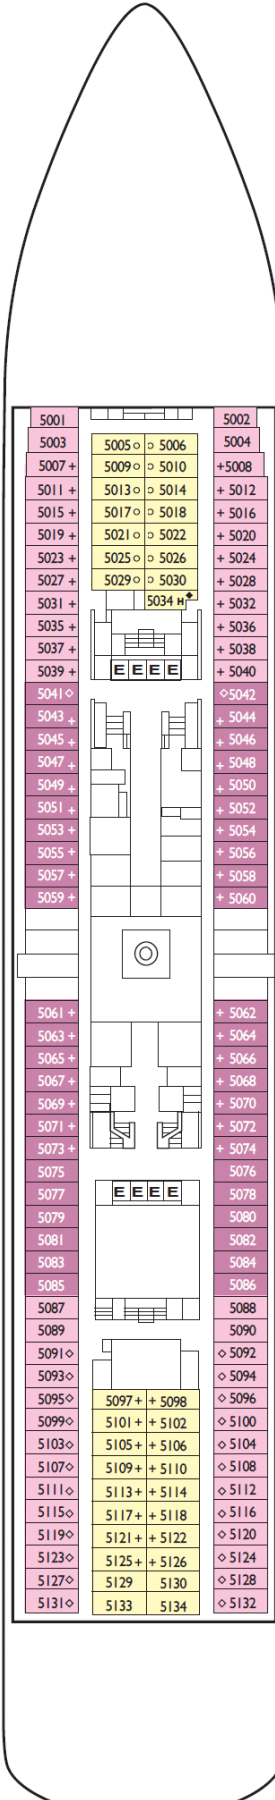 5001 5002
5003 5005○ ○ 5006 5004
5007+ 5009○ ○ 5010 +5008
5011+ 5013○ ○ 5014 +5012
5015+ 5017○ ○ 5018 +5016
5019+ 5021○ ○ 5022 +5020
5023+ 5025○ ○ 5026 +5024
5027+ 5029○ ○ 5030 +5028
5031+ 5034 H◆ +5032
5035+ +5036
5037+ +5038
5039+ E E E E +5040
5041◇ ◇5042
5043+ +5044
5045+ +5046
5047+ +5048
5049+ +5050
5051+ +5052
5053+ +5054
5055+ +5056
5057+ +5058
5059+ +5060
5061+ +5062
5063+ +5064
5065+ +5066
5067+ +5068
5069+ +5070
5071+ +5072
5073+ +5074
5075 5076
5077 E E E E 5078
5079 5080
5081 5082
5083 5084
5085 5086
5087 5088
5089 5090
5091◇ ◇5092
5093◇ ◇5094
5095◇ 5097+ +5098 ◇5096
5099◇ 5101+ +5102 ◇5100
5103◇ 5105+ +5106 ◇5104
5107◇ 5109+ +5110 ◇5108
5111◇ 5113+ +5114 ◇5112
5115◇ 5117+ +5118 ◇5116
5119◇ 5121+ +5122 ◇5120
5123◇ 5125+ +5126 ◇5124
5127◇ 5129 5130 ◇5128
5131◇ 5133 5134 ◇5132